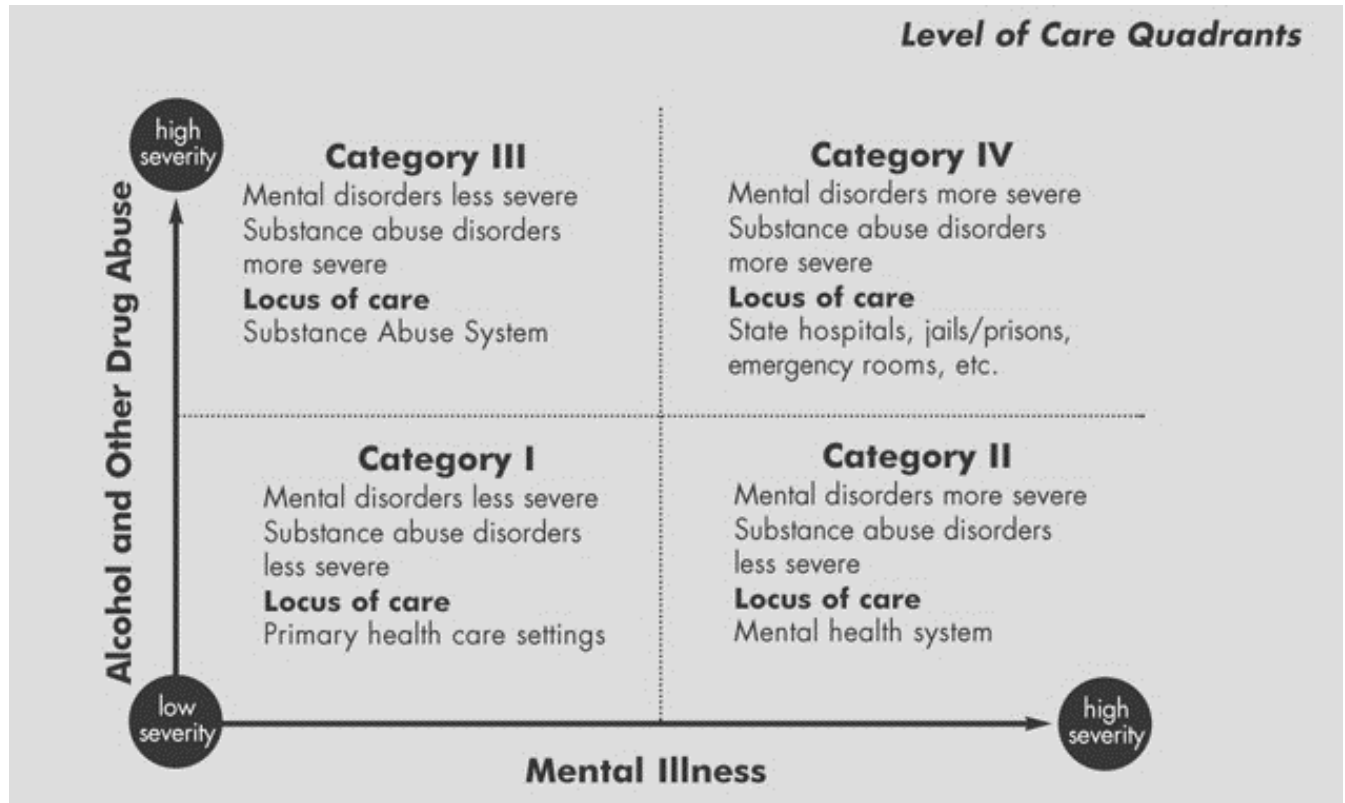 Level of Care Quadrants
high
severity
Category III
Mental disorders less severe
Substance abuse disorders
more severe
Locus of care
Substance Abuse System
Category IV
Mental disorders more severe
Substance abuse disorders
more severe
Locus of care
State hospitals, jails/prisons,
emergency rooms, etc.
Alcohol and Other Drug Abuse
Category I
Mental disorders less severe
Substance abuse disorders
less severe
Locus of care
Primary health care settings
Category II
Mental disorders more severe
Substance abuse disorders
less severe
Locus of care
Mental health system
low
severity
high
severity
Mental Illness